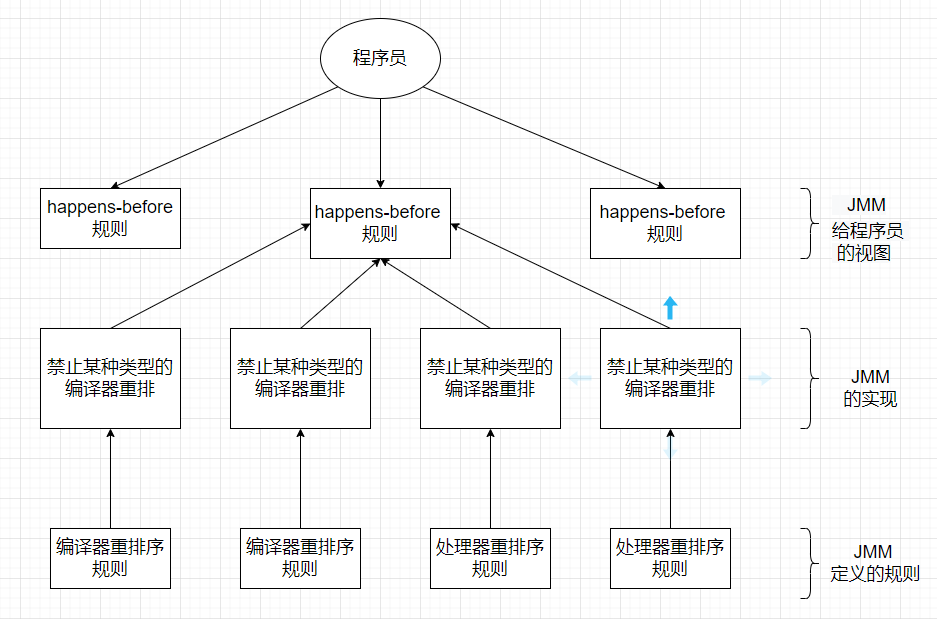 程序员
happens-before
规则
happens-before
规则
happens-before
规则
JMM
给程序员
的视图
禁止某种类型的
编译器重排
禁止某种类型的
编译器重排
禁止某种类型的
编译器重排
禁止某种类型的
编译器重排
JMM
的实现
编译器重排序
规则
编译器重排序
规则
处理器重排序
规则
处理器重排序
规则
JMM
定义的规则